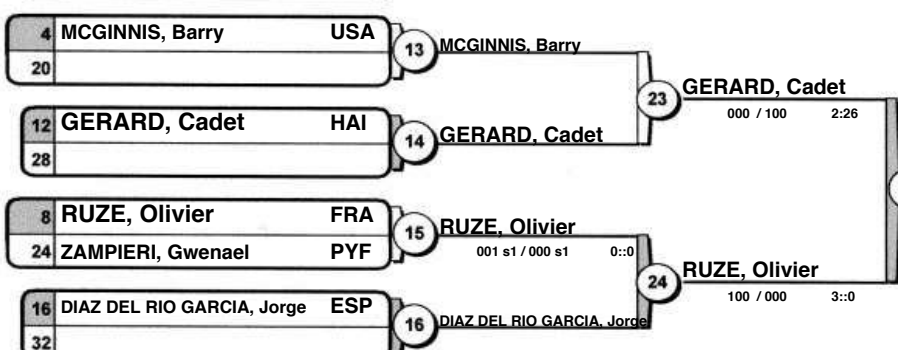 4 MCGINNIS, Barry USA
20
13 MCGINNIS, Barry
12 GERARD, Cadet HAI
28
14 GERARD, Cadet
23 GERARD, Cadet
000 / 100 2:26
8 RUZE, Olivier FRA
24 ZAMPIERI, Gwenael PYF
15 RUZE, Olivier
001 s1 / 000 s1 0::0
16 DIAZ DEL RIO GARCIA, Jorge ESP
32
16 DIAZ DEL RIO GARCIA, Jorge
24 RUZE, Olivier
100 / 000 3::0